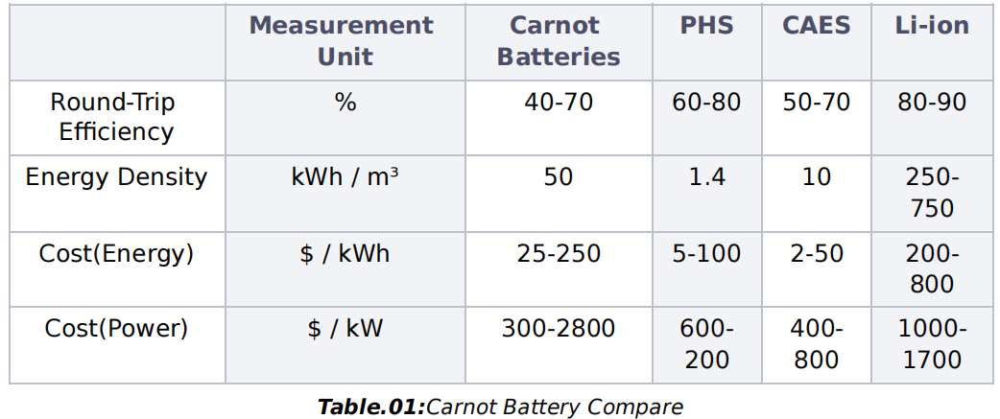 Measurement Unit Carnot Batteries PHS CAES Li-ion
Round-Trip Efficiency % 40-70 60-80 50-70 80-90
Energy Density kWh / m³ 50 1.4 10 250-750
Cost(Energy) $ / kWh 25-250 5-100 2-50 200-800
Cost(Power) $ / kW 300-2800 600-200 400-800 1000-1700
Table.01:Carnot Battery Compare